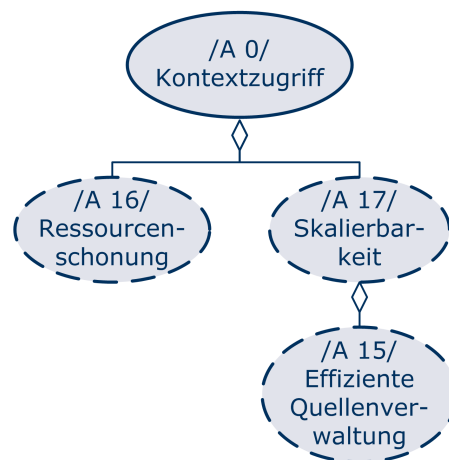 /A 0/
Kontextzugriff
/A 16/
Ressourcen-
schonung
/A 17/
Skalierbar-
keit
/A 15/
Effiziente
Quellenver-
waltung